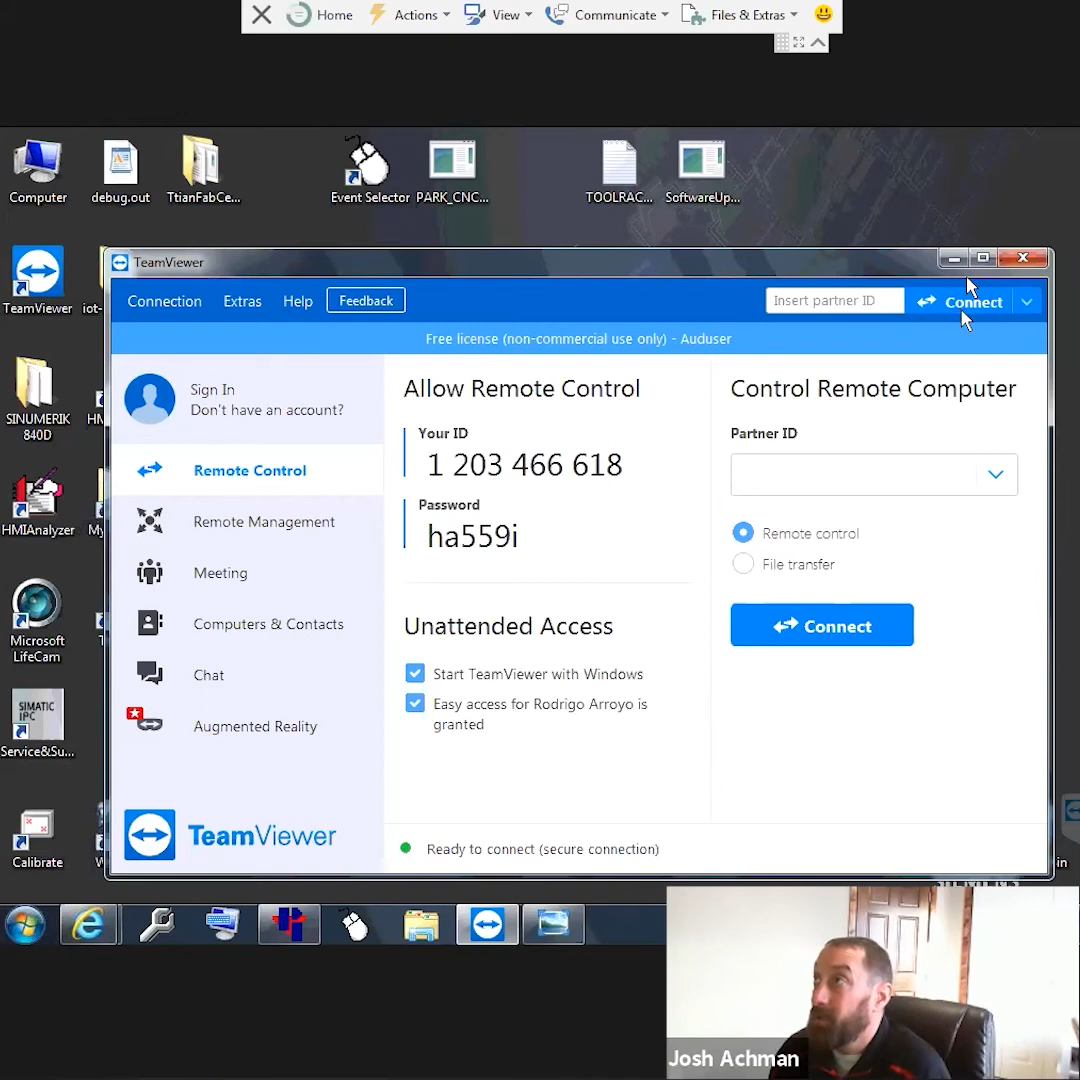 Home
Actions
View
Communicate
Files & Extras
Computer
debug.out
TtianFabCe...
Event Selector
PARK_CNC...
TOOLRAC...
SoftwareUp...
TeamViewer
iot-
SINUMERIK
840D
HM
HMIAnalyzer
My
Microsoft
LifeCam
T
SIMATIC
IPC
Service&Su...
Calibrate
W
in
TeamViewer
Connection
Extras
Help
Feedback
Insert partner ID
Connect
Free license (non-commercial use only) - Auduser
Sign In
Don't have an account?
Remote Control
Remote Management
Meeting
Computers & Contacts
Chat
Augmented Reality
TeamViewer
Allow Remote Control
Your ID
1 203 466 618
Password
ha559i
Unattended Access
Start TeamViewer with Windows
Easy access for Rodrigo Arroyo is
granted
Control Remote Computer
Partner ID
Remote control
File transfer
Connect
Ready to connect (secure connection)
Josh Achman